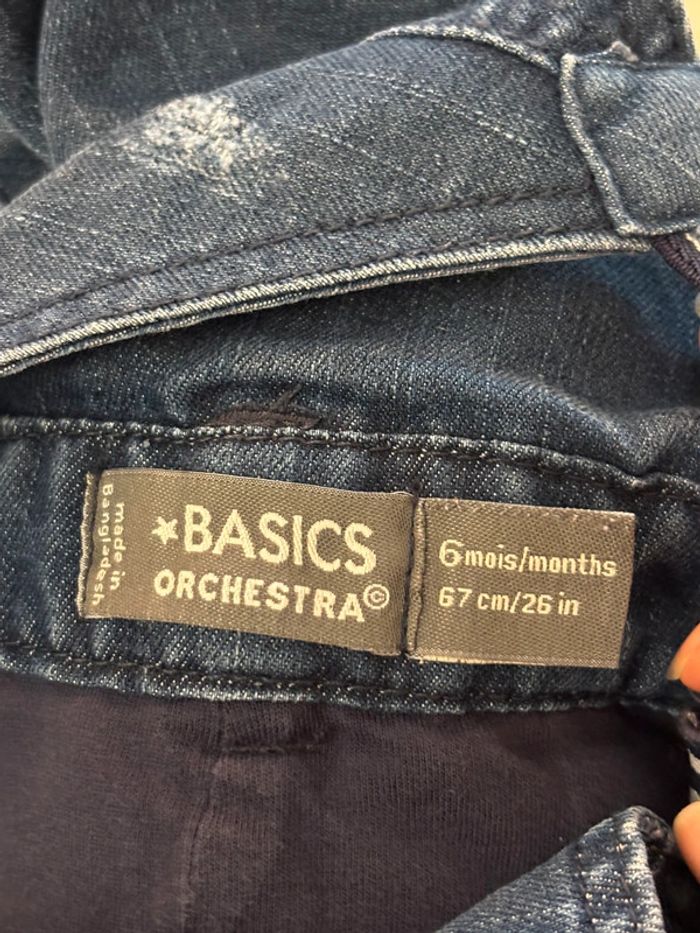 made in
Bangladesh
★BASICS
ORCHESTRA©
6 mois/months
67 cm/26 in